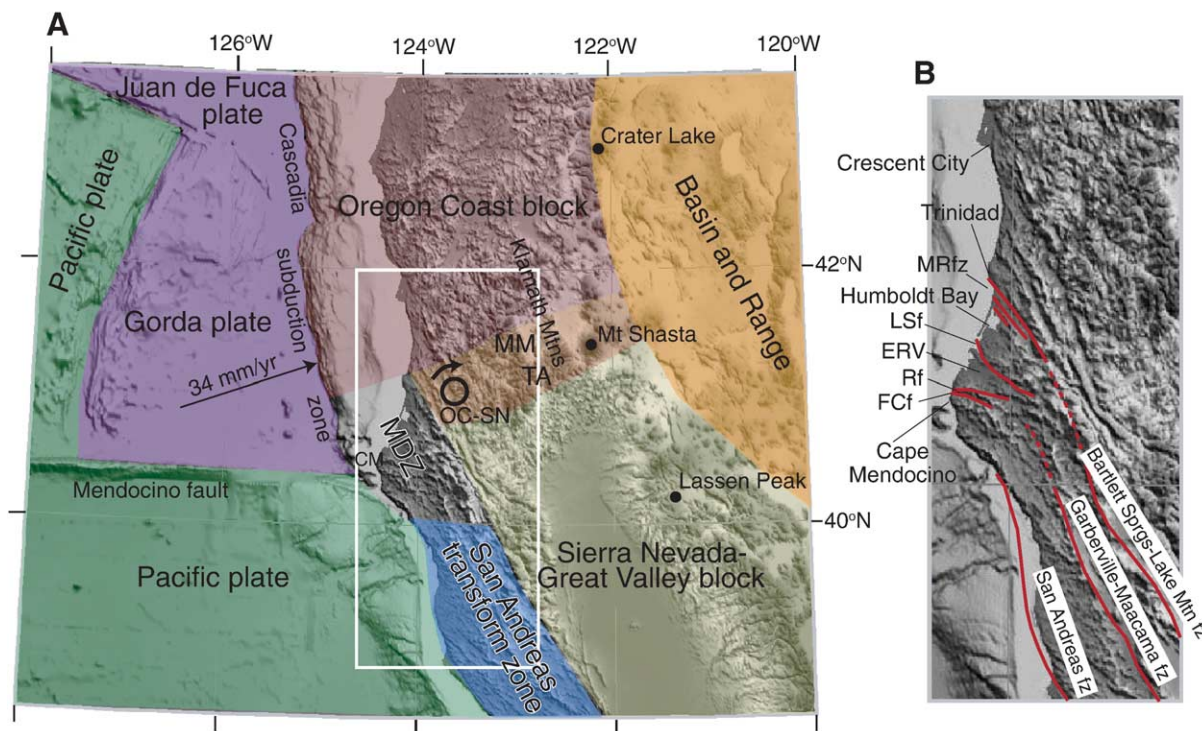 A
126°W
124°W
122°W
120°W
Juan de Fuca
plate
Pacific plate
Cascadia
subduction
zone
Crater Lake
Oregon Coast block
Basin and Range
42°N
Klamath Mtns
Gorda plate
MM
Mt Shasta
TA
34 mm/yr
OC-SN
MDZ
CM
Lassen Peak
Mendocino fault
40°N
Pacific plate
San Andreas
transform zone
Sierra Nevada-
Great Valley block
B
Crescent City
Trinidad
MRfz
Humboldt Bay
LSf
ERV
Rf
FCf
Cape
Mendocino
Bartlett Sprgs-Lake Mtn fz
Garberville-Maacama fz
San Andreas fz